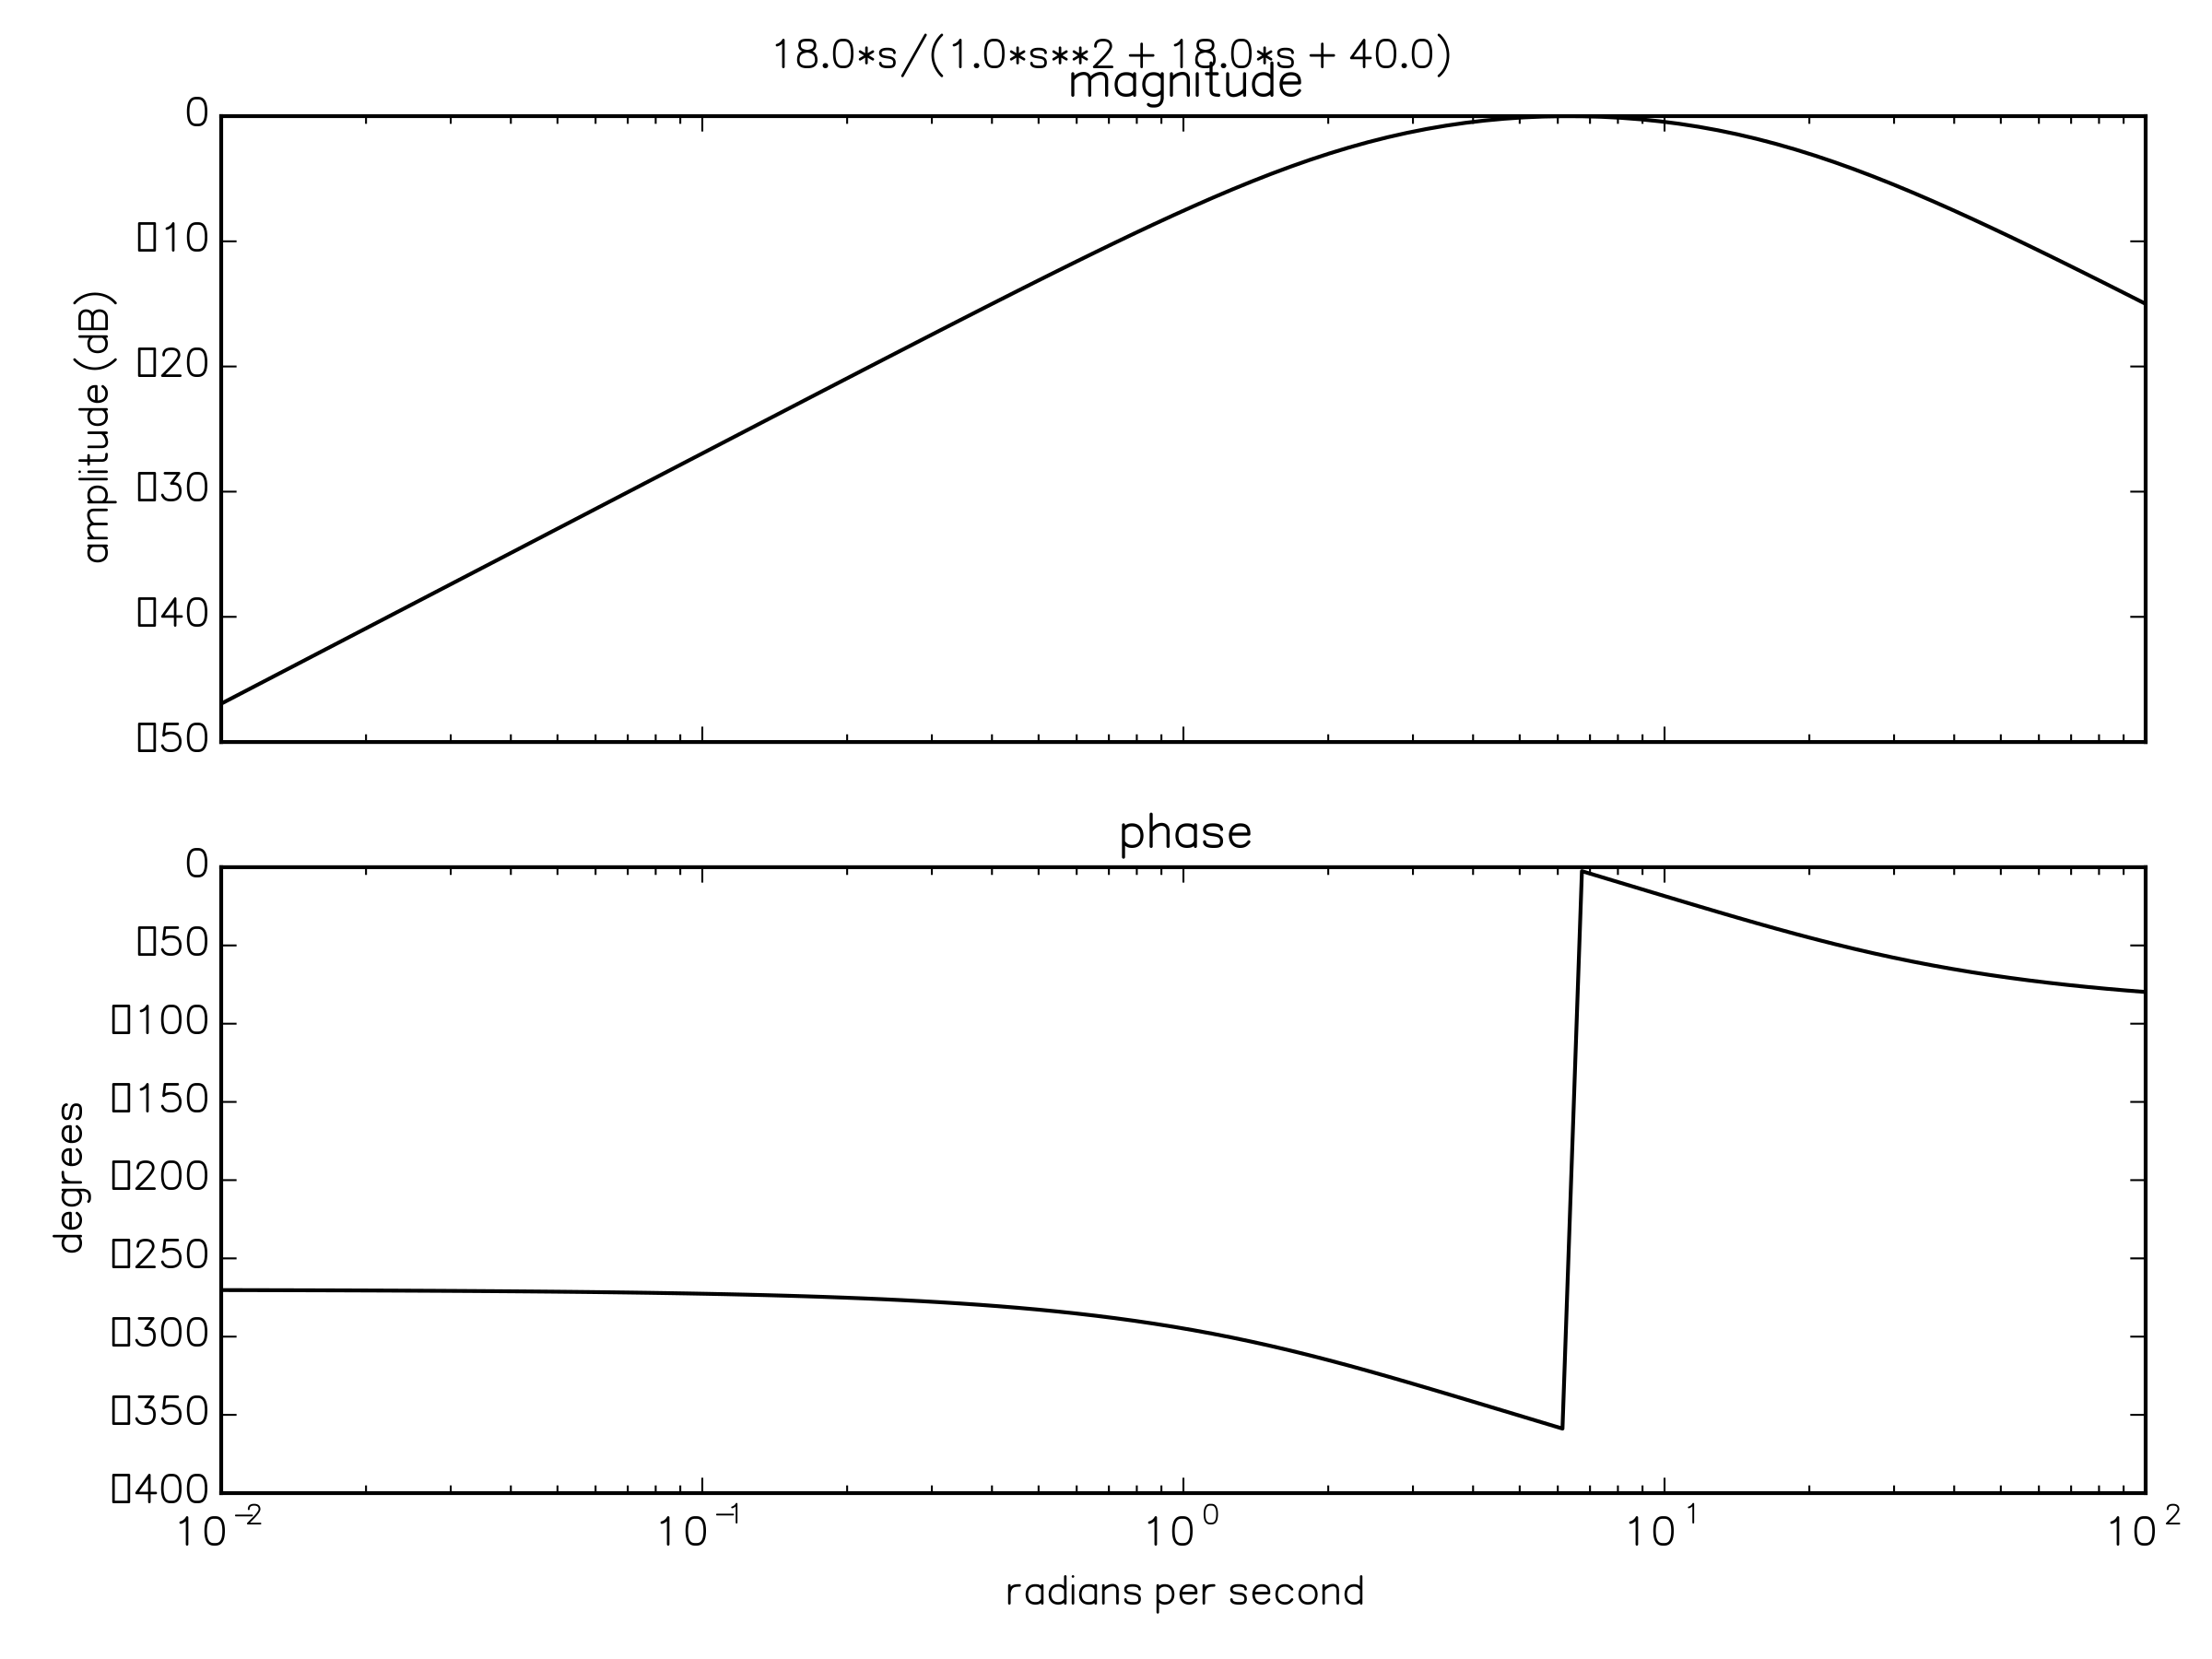 18.0*s/(1.0*s**2 + 18.0*s + 40.0)
magnitude
0
▯10
▯20
▯30
▯40
▯50
amplitude (dB)
phase
0
▯50
▯100
▯150
▯200
▯250
▯300
▯350
▯400
degrees
10^-2 10^-1 10^0 10^1 10^2
radians per second